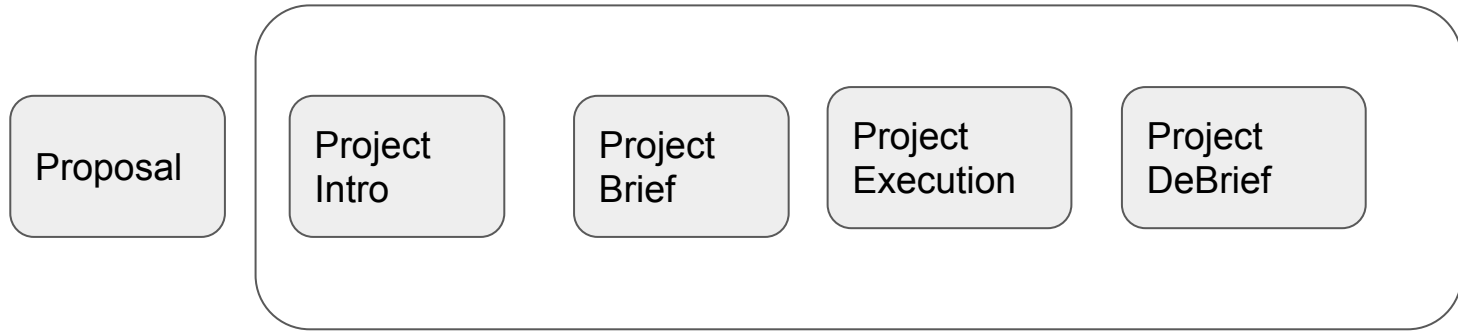 Proposal
Project
Intro
Project
Brief
Project
Execution
Project
DeBrief